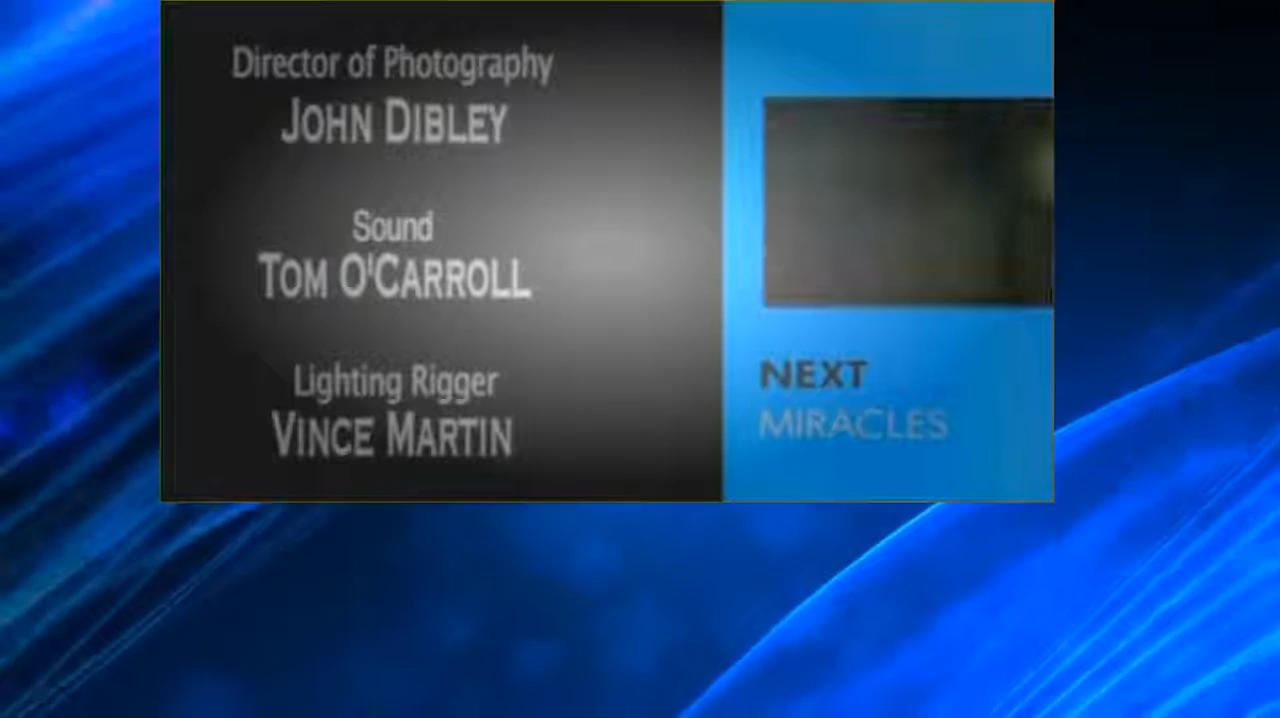 Director of Photography
JOHN DIBLEY
Sound
TOM O'CARROLL
Lighting Rigger
VINCE MARTIN
NEXT
MIRACLES